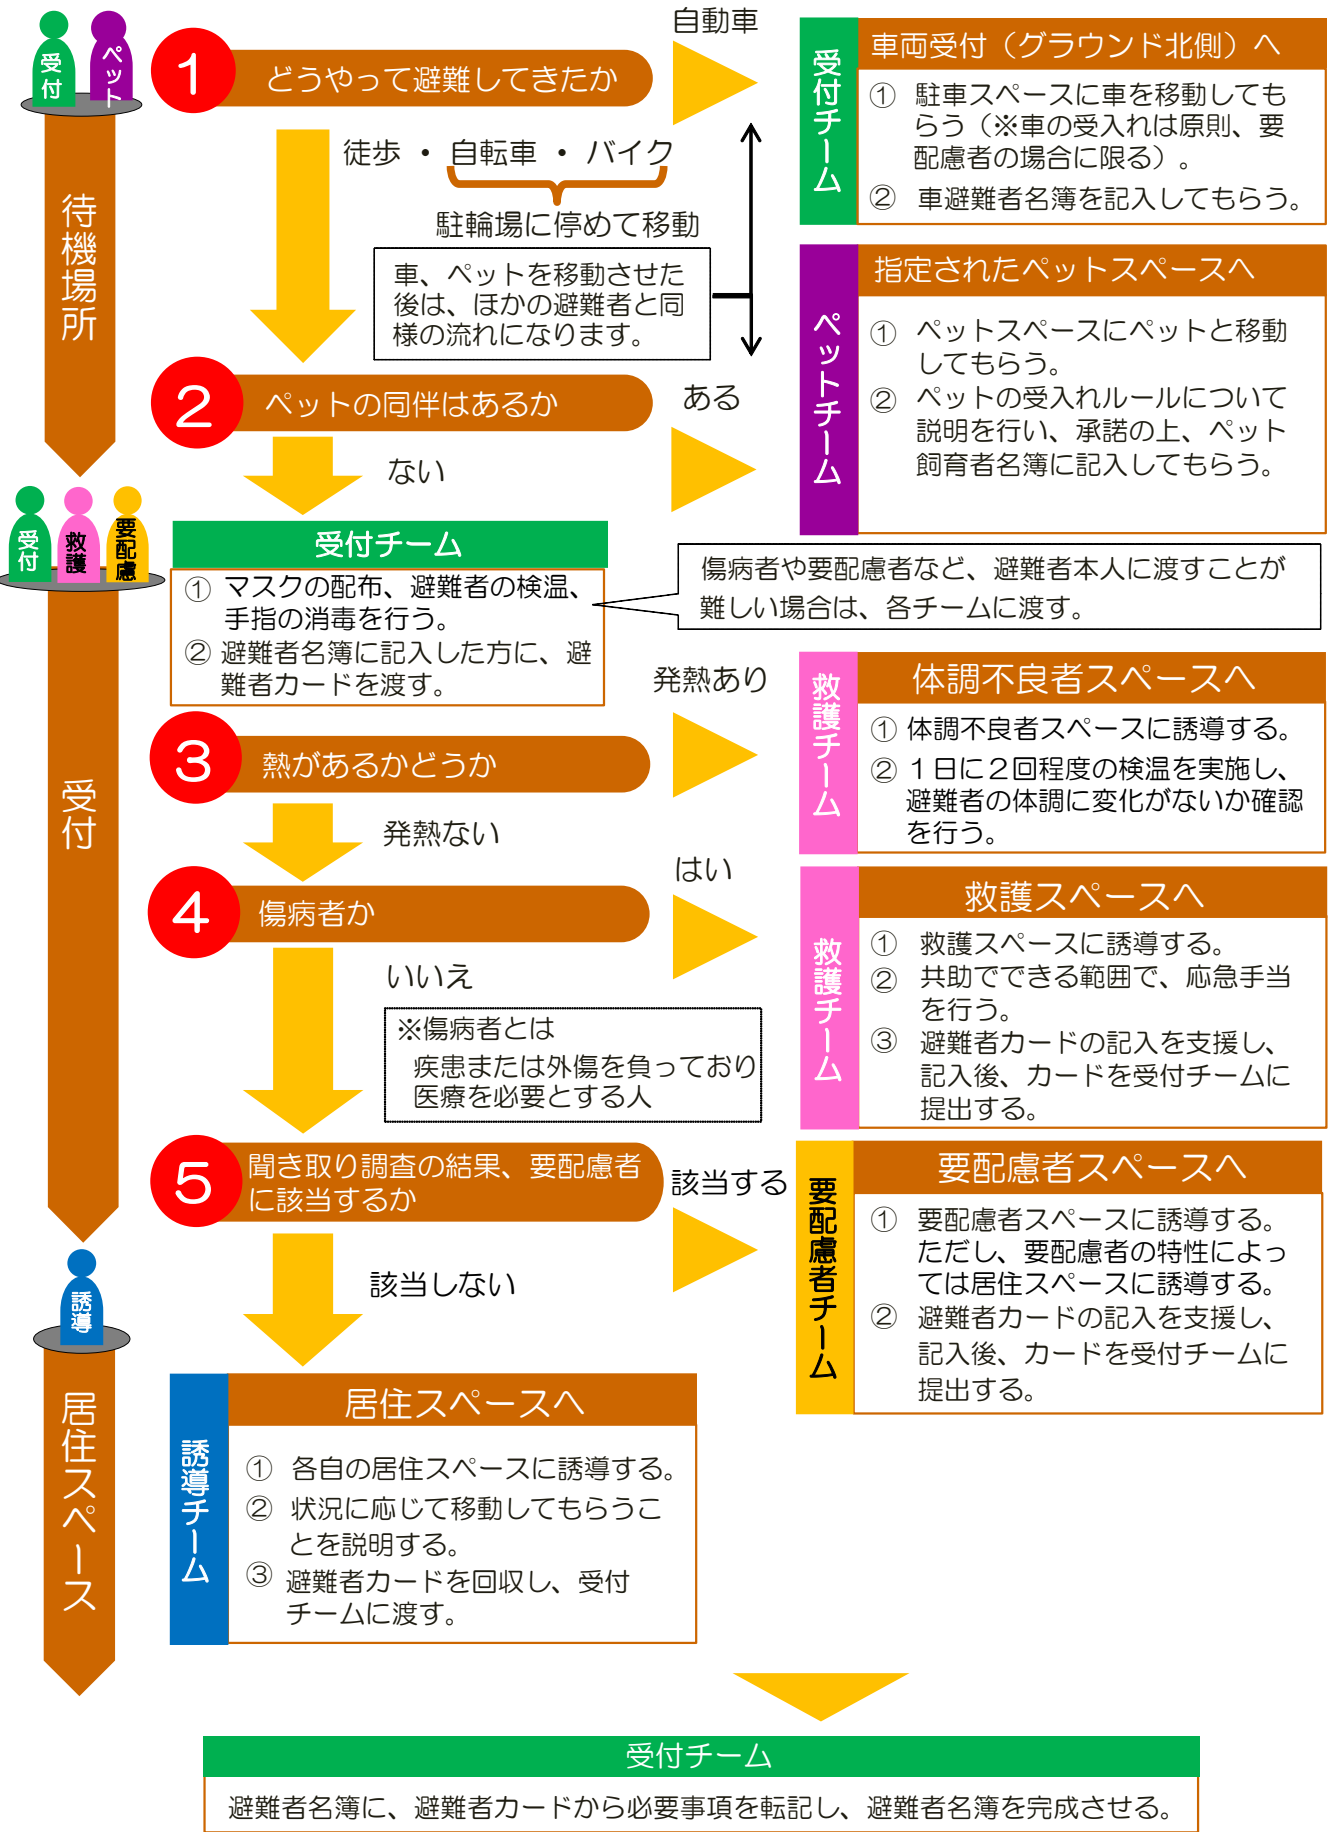 受付
ペット
待機場所
1
どうやって避難してきたか
自動車
徒歩 ・ 自転車 ・ バイク
駐輪場に停めて移動
車、ペットを移動させた
後は、ほかの避難者と同
様の流れになります。
受付チーム
車両受付（グラウンド北側）へ
① 駐車スペースに車を移動しても
らう（※車の受入れは原則、要
配慮者の場合に限る）。
② 車避難者名簿を記入してもらう。
2
ペットの同伴はあるか
ある
ない
ペットチーム
指定されたペットスペースへ
① ペットスペースにペットと移動
してもらう。
② ペットの受入れルールについて
説明を行い、承諾の上、ペット
飼育者名簿に記入してもらう。
受付
救護
要配慮
受付
受付チーム
① マスクの配布、避難者の検温、
手指の消毒を行う。
② 避難者名簿に記入した方に、避
難者カードを渡す。
傷病者や要配慮者など、避難者本人に渡すことが
難しい場合は、各チームに渡す。
3
熱があるかどうか
発熱あり
発熱ない
救護チーム
体調不良者スペースへ
① 体調不良者スペースに誘導する。
② １日に２回程度の検温を実施し、
避難者の体調に変化がないか確認
を行う。
4
傷病者か
はい
いいえ
※傷病者とは
疾患または外傷を負っており
医療を必要とする人
救護チーム
救護スペースへ
① 救護スペースに誘導する。
② 共助でできる範囲で、応急手当
を行う。
③ 避難者カードの記入を支援し、
記入後、カードを受付チームに
提出する。
5
聞き取り調査の結果、要配慮者
に該当するか
該当する
該当しない
要配慮者チーム
要配慮者スペースへ
① 要配慮者スペースに誘導する。
ただし、要配慮者の特性によっ
ては居住スペースに誘導する。
② 避難者カードの記入を支援し、
記入後、カードを受付チームに
提出する。
誘導
居住スペース
誘導チーム
居住スペースへ
① 各自の居住スペースに誘導する。
② 状況に応じて移動してもらうこ
とを説明する。
③ 避難者カードを回収し、受付
チームに渡す。
受付チーム
避難者名簿に、避難者カードから必要事項を転記し、避難者名簿を完成させる。